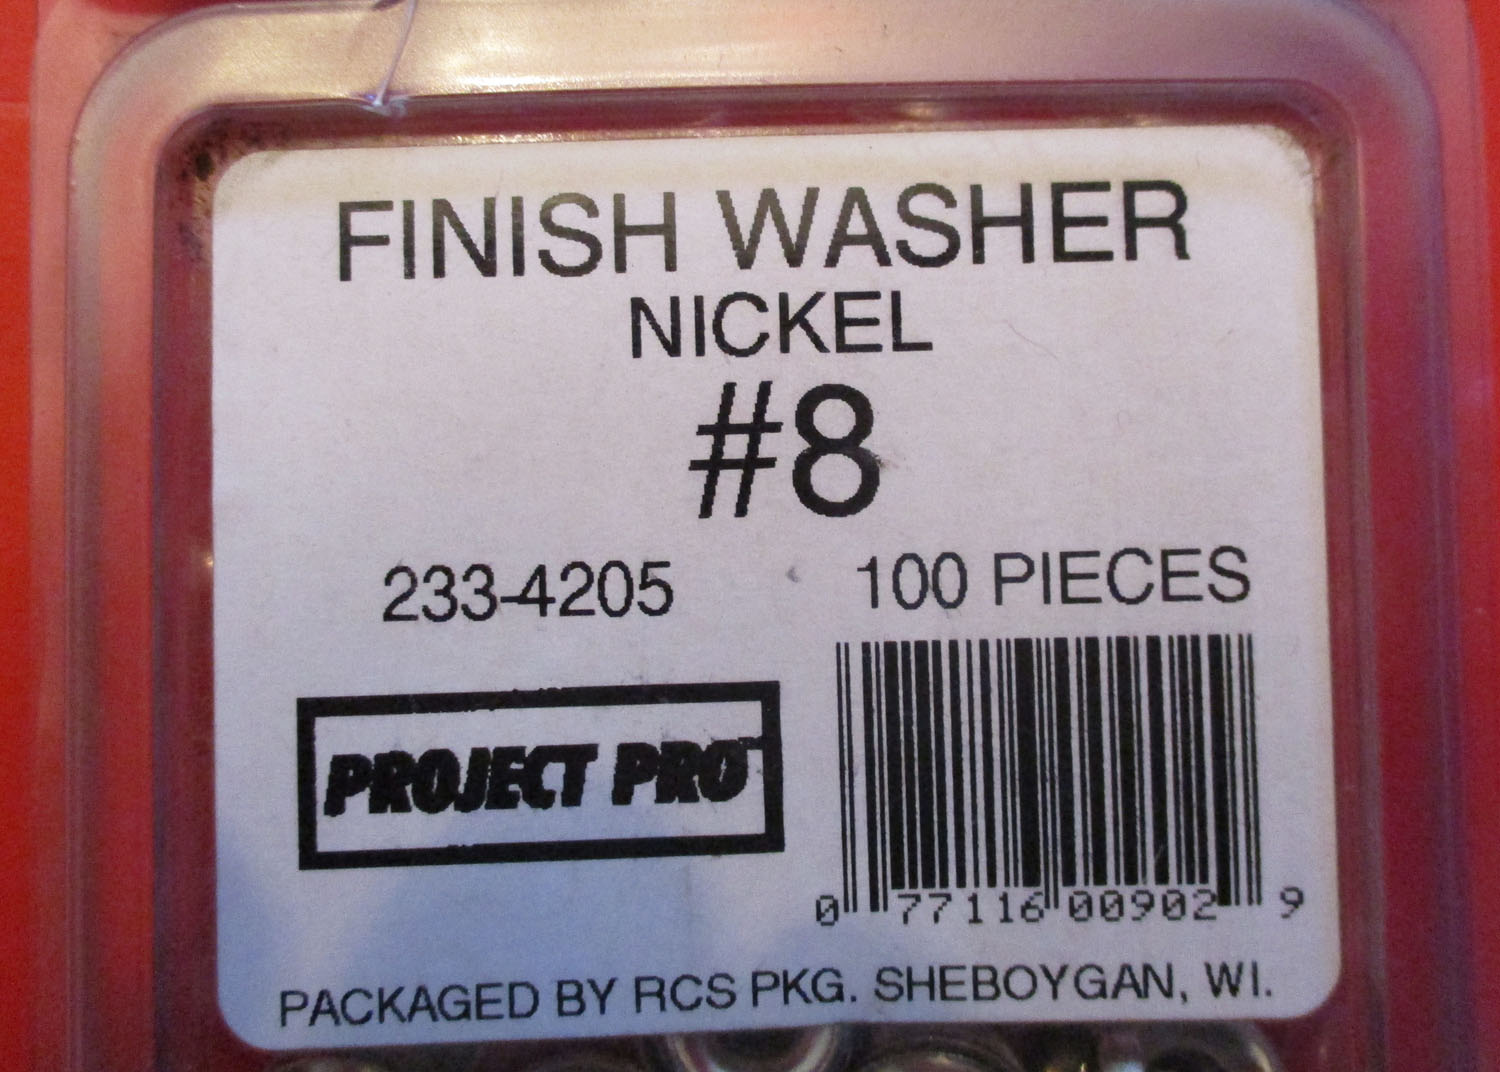 FINISH WASHER
NICKEL
#8
233-4205 100 PIECES
PROJECT PRO™
0 77116 00902 9
PACKAGED BY RCS PKG. SHEBOYGAN, WI.